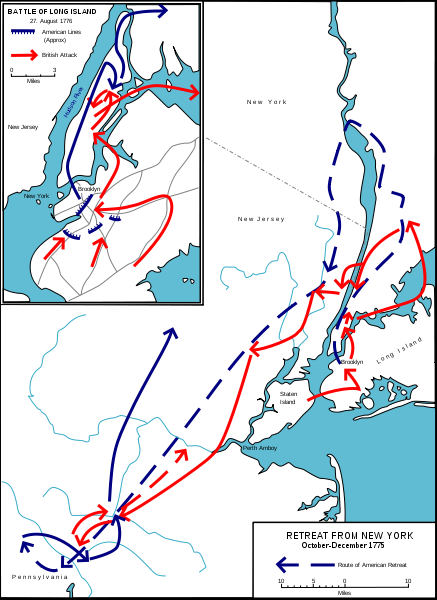 BATTLE OF LONG ISLAND
27. August 1776
American Lines
(Approx)
British Attack
0 3
Miles
Hudson River
New Jersey
New York
Brooklyn
New York
New Jersey
Long Island
Brooklyn
Staten
Island
Perth Amboy
Pennsylvania
RETREAT FROM NEW YORK
October-December 1775
Route of American Retreat
10 5 0 10
Miles